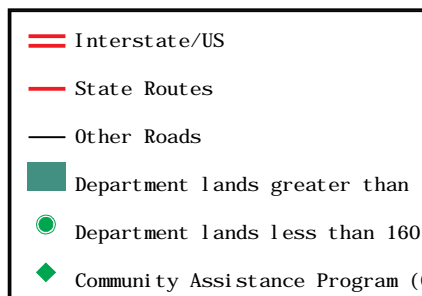 Interstate/US
State Routes
Other Roads
Department lands greater than
Department lands less than 160
Community Assistance Program (